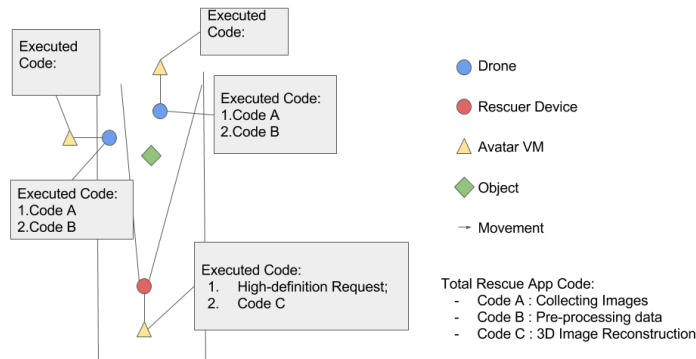 Executed
Code:
Executed
Code:
Executed Code:
1.Code A
2.Code B
Executed Code:
1.Code A
2.Code B
Executed Code:
1. High-definition Request;
2. Code C
Drone
Rescuer Device
Avatar VM
Object
Movement
Total Rescue App Code:
- Code A : Collecting Images
- Code B : Pre-processing data
- Code C : 3D Image Reconstruction